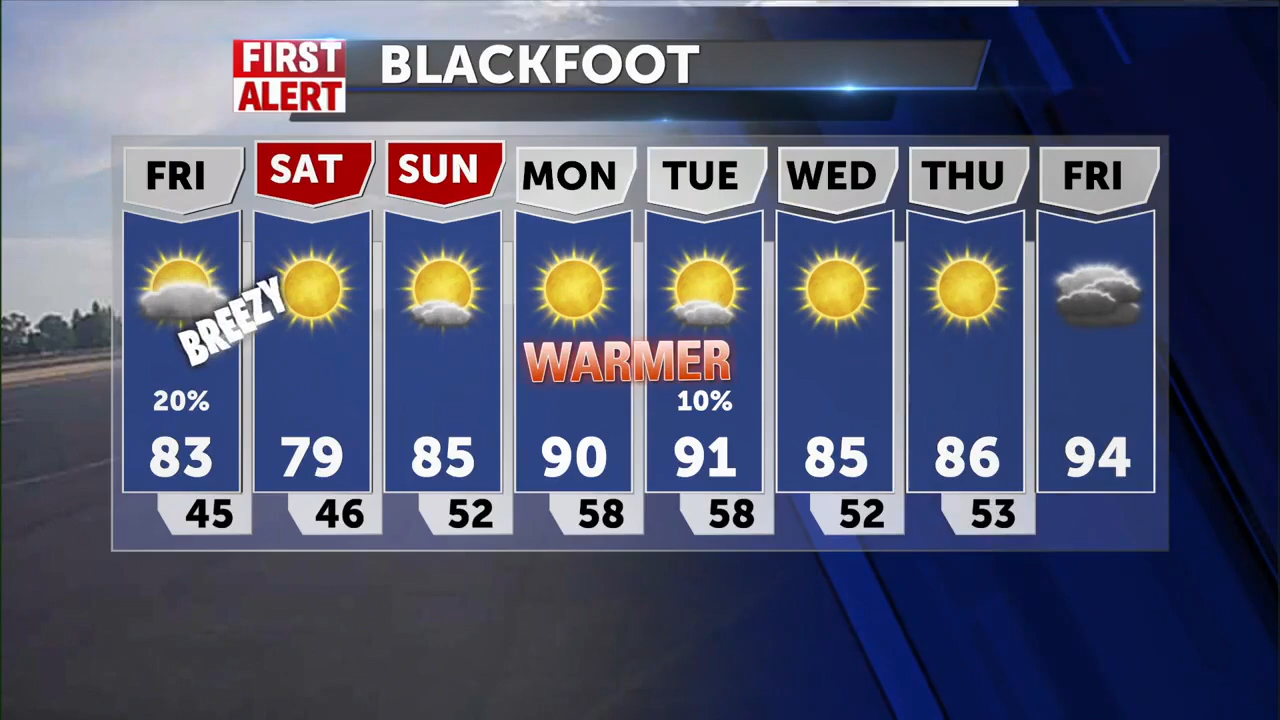 FIRST
ALERT
BLACKFOOT
FRI SAT SUN MON TUE WED THU FRI
BREEZY
WARMER
20% 10%
83 79 85 90 91 85 86 94
45 46 52 58 58 52 53